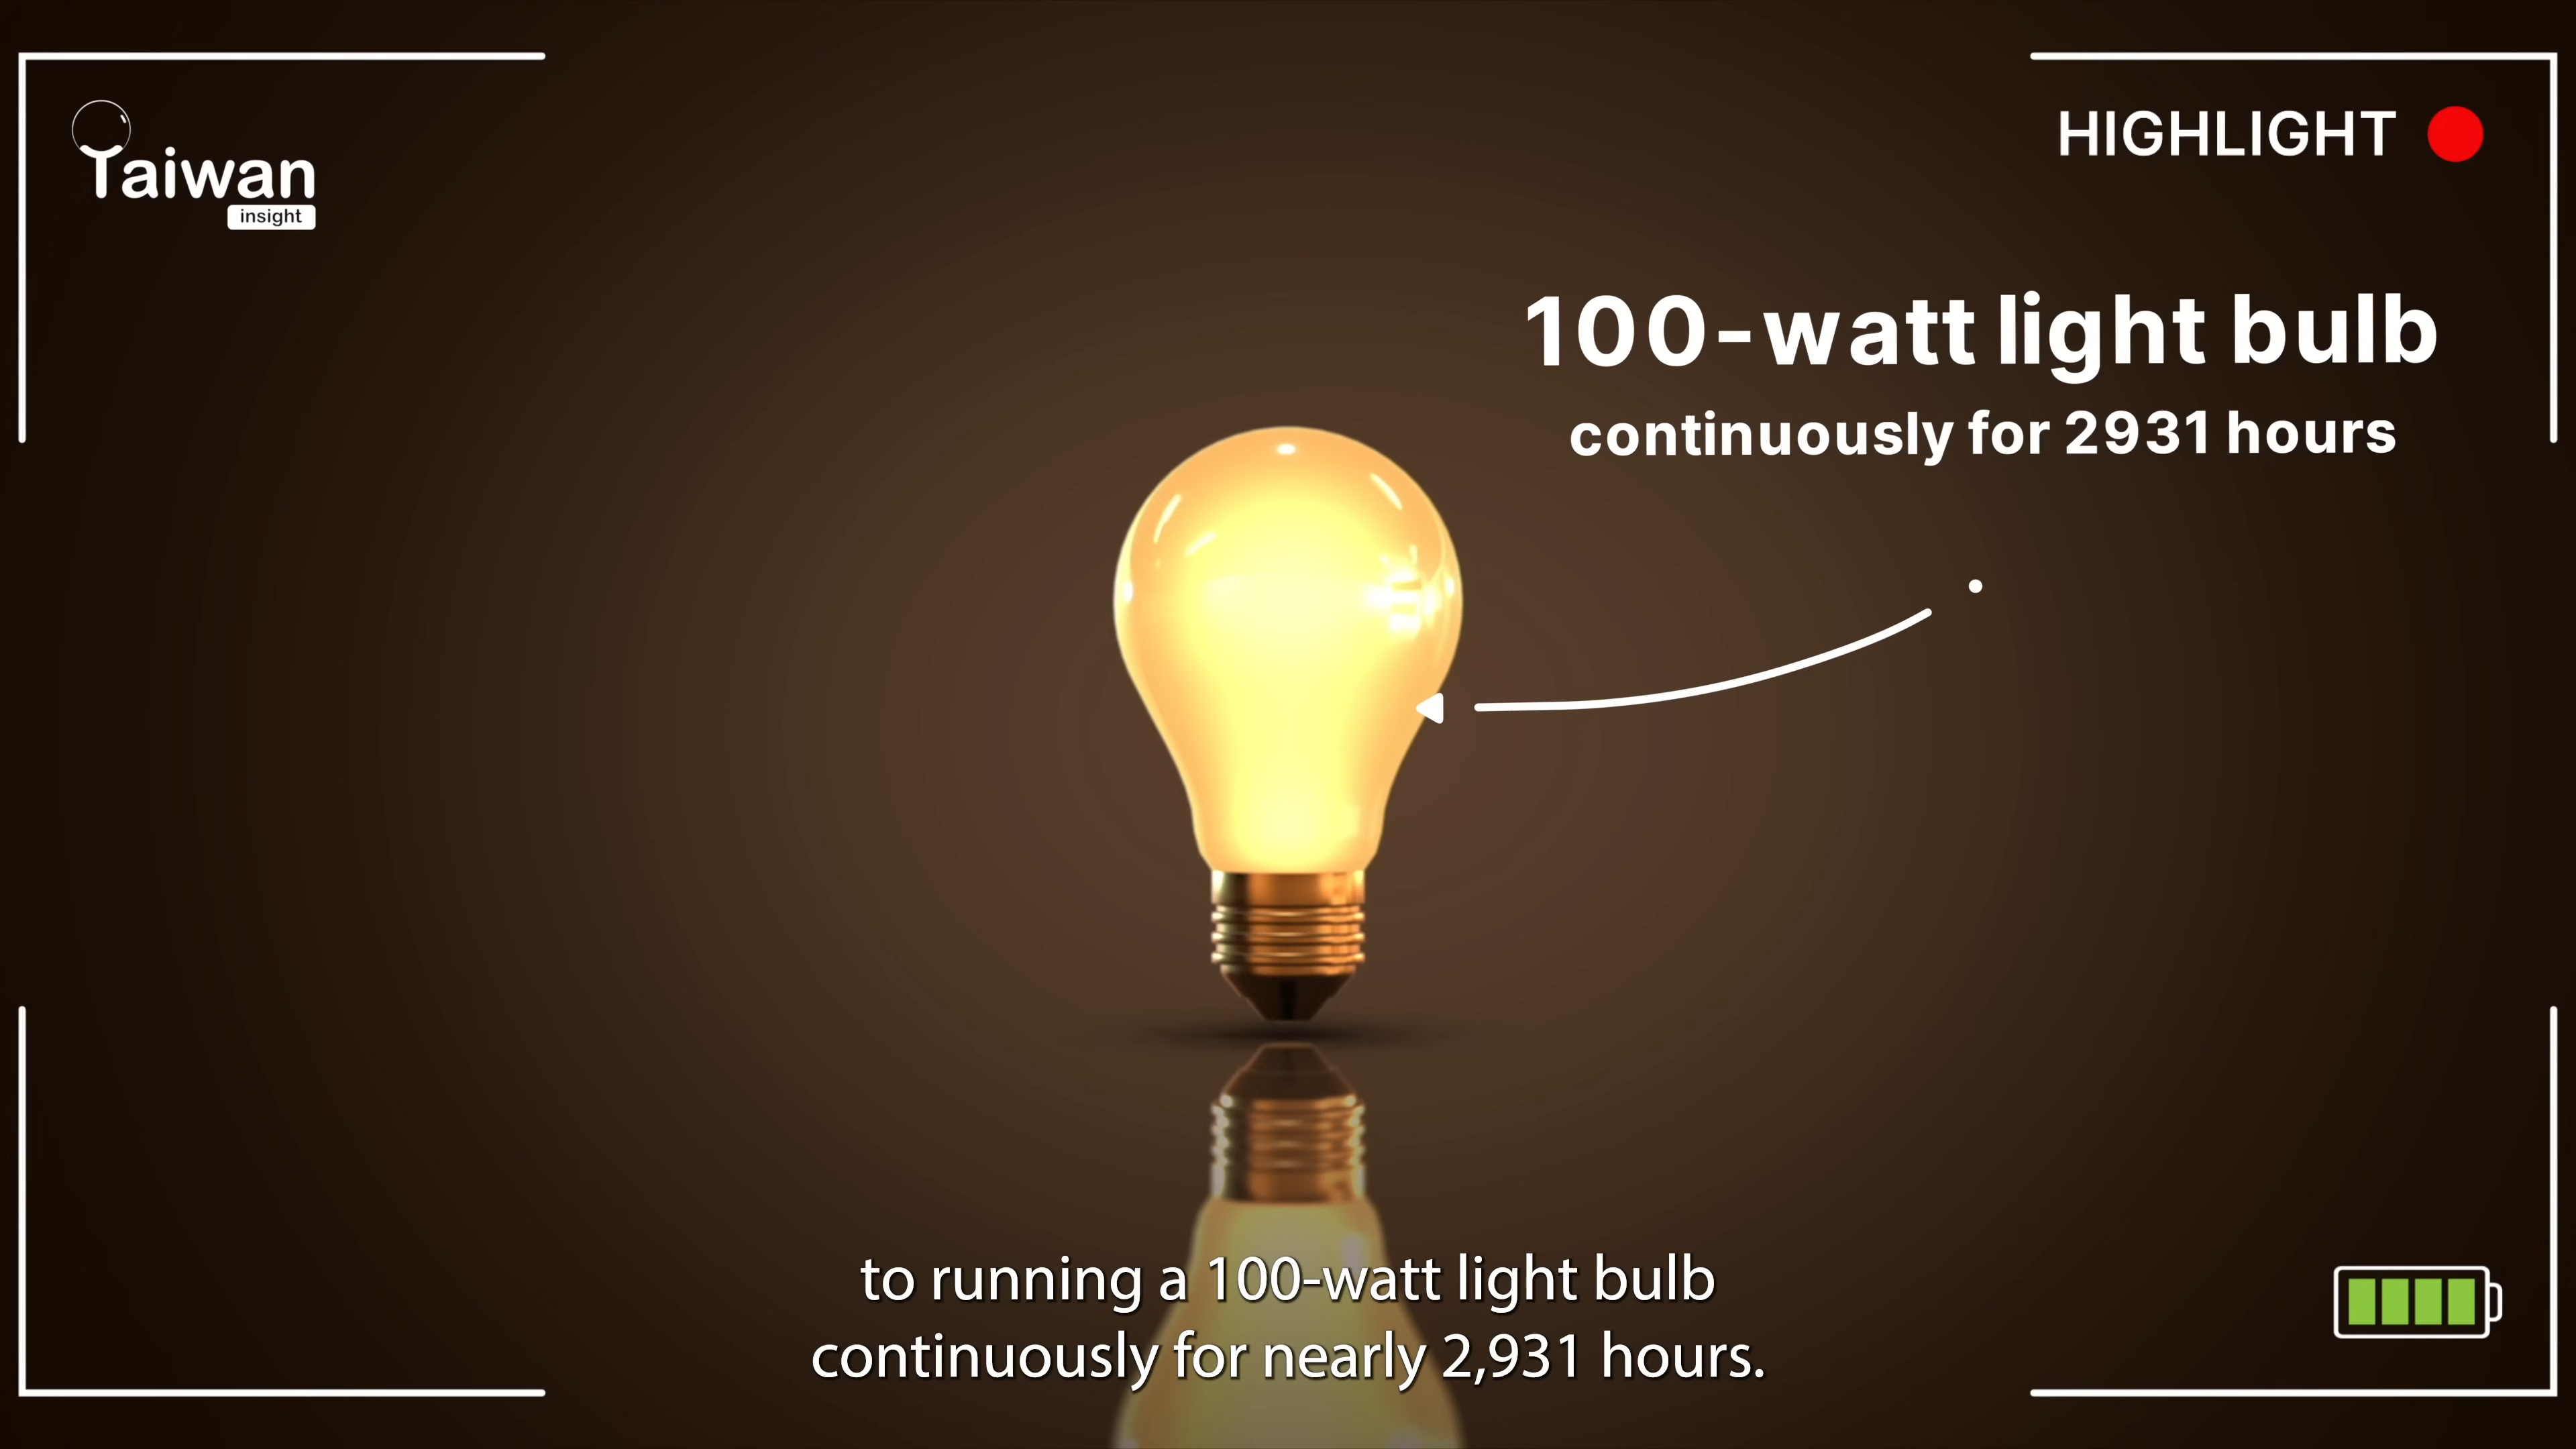 Taiwan
insight
HIGHLIGHT
100-watt light bulb
continuously for 2931 hours
to running a 100-watt light bulb
continuously for nearly 2,931 hours.